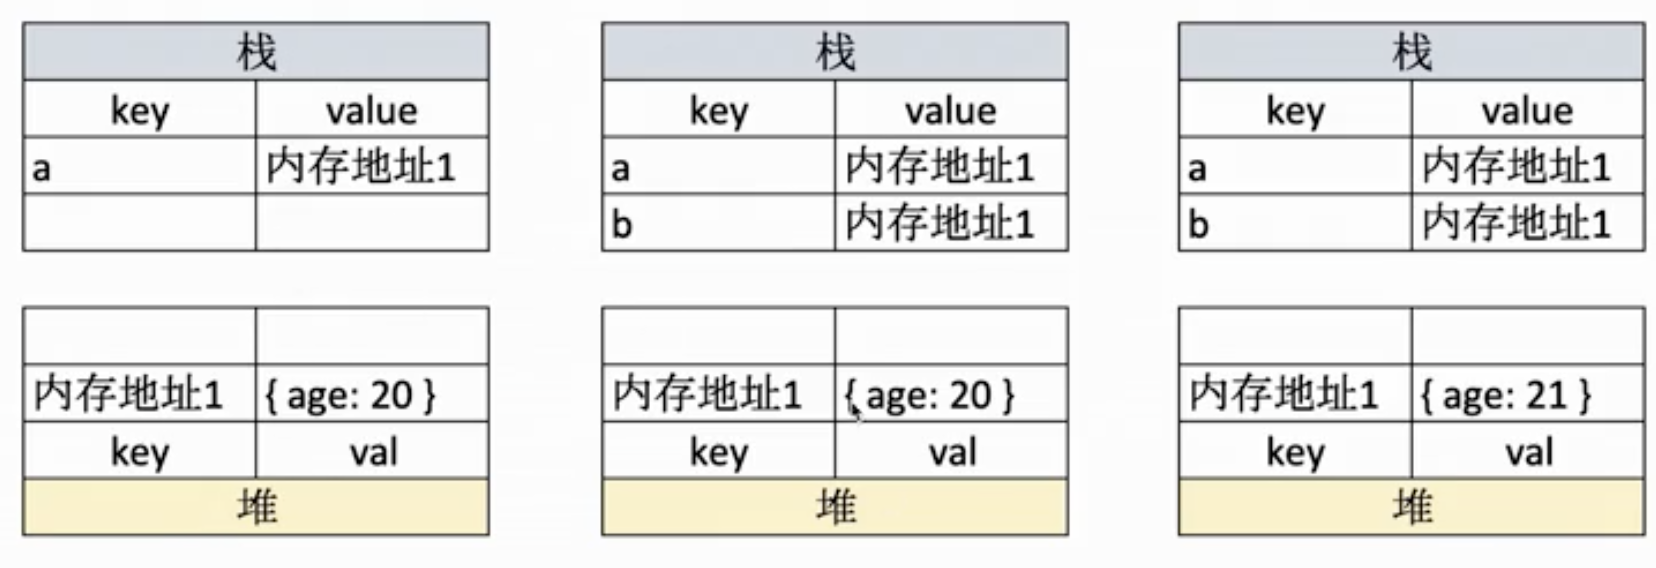 栈
key value
a 内存地址1
内存地址1 { age: 20 }
key val
堆
栈
key value
a 内存地址1
b 内存地址1
内存地址1 { age: 20 }
key val
堆
栈
key value
a 内存地址1
b 内存地址1
内存地址1 { age: 21 }
key val
堆